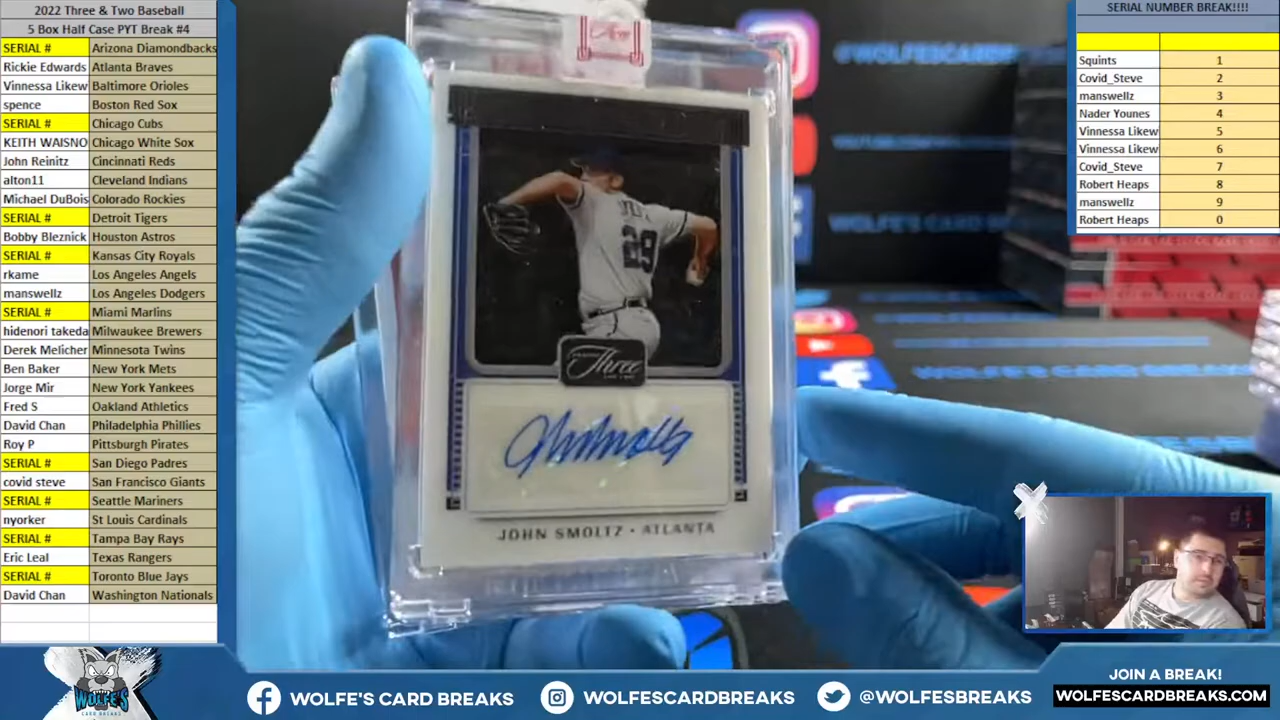 2022 Three & Two Baseball
5 Box Half Case PYT Break #4
SERIAL # Arizona Diamondbacks
Rickie Edwards Atlanta Braves
Vinnessa Likew Baltimore Orioles
spence Boston Red Sox
SERIAL # Chicago Cubs
KEITH WAISNO Chicago White Sox
John Reinitz Cincinnati Reds
alton11 Cleveland Indians
Michael DuBois Colorado Rockies
SERIAL # Detroit Tigers
Bobby Bleznick Houston Astros
SERIAL # Kansas City Royals
rkame Los Angeles Angels
manswellz Los Angeles Dodgers
SERIAL # Miami Marlins
hidenori takeda Milwaukee Brewers
Derek Melicher Minnesota Twins
Ben Baker New York Mets
Jorge Mir New York Yankees
Fred S Oakland Athletics
David Chan Philadelphia Phillies
Roy P Pittsburgh Pirates
SERIAL # San Diego Padres
covid steve San Francisco Giants
SERIAL # Seattle Mariners
nyorker St Louis Cardinals
SERIAL # Tampa Bay Rays
Eric Leal Texas Rangers
SERIAL # Toronto Blue Jays
David Chan Washington Nationals
29
Three
JOHN SMOLTZ • ATLANTA
@WOLFESCARDBREAKS
WOLFE'S CARD BREAKS
SERIAL NUMBER BREAK!!!!
Squints 1
Covid_Steve 2
manswellz 3
Nader Younes 4
Vinnessa Likew 5
Vinnessa Likew 6
Covid_Steve 7
Robert Heaps 8
manswellz 9
Robert Heaps 0
WOLFE'S
CARD BREAKS
WOLFE'S CARD BREAKS
WOLFESCARDBREAKS
@WOLFESBREAKS
JOIN A BREAK!
WOLFESCARDBREAKS.COM